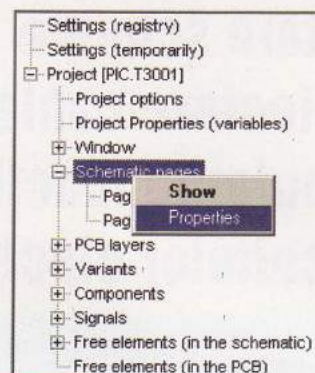 Settings (registry)
Settings (temporarily)
Project [PIC.T3001]
Project options
Project Properties (variables)
Window
Schematic pages
Pag
Show
Pag
Properties
PCB layers
Variants
Components
Signals
Free elements (in the schematic)
Free elements (in the PCB)